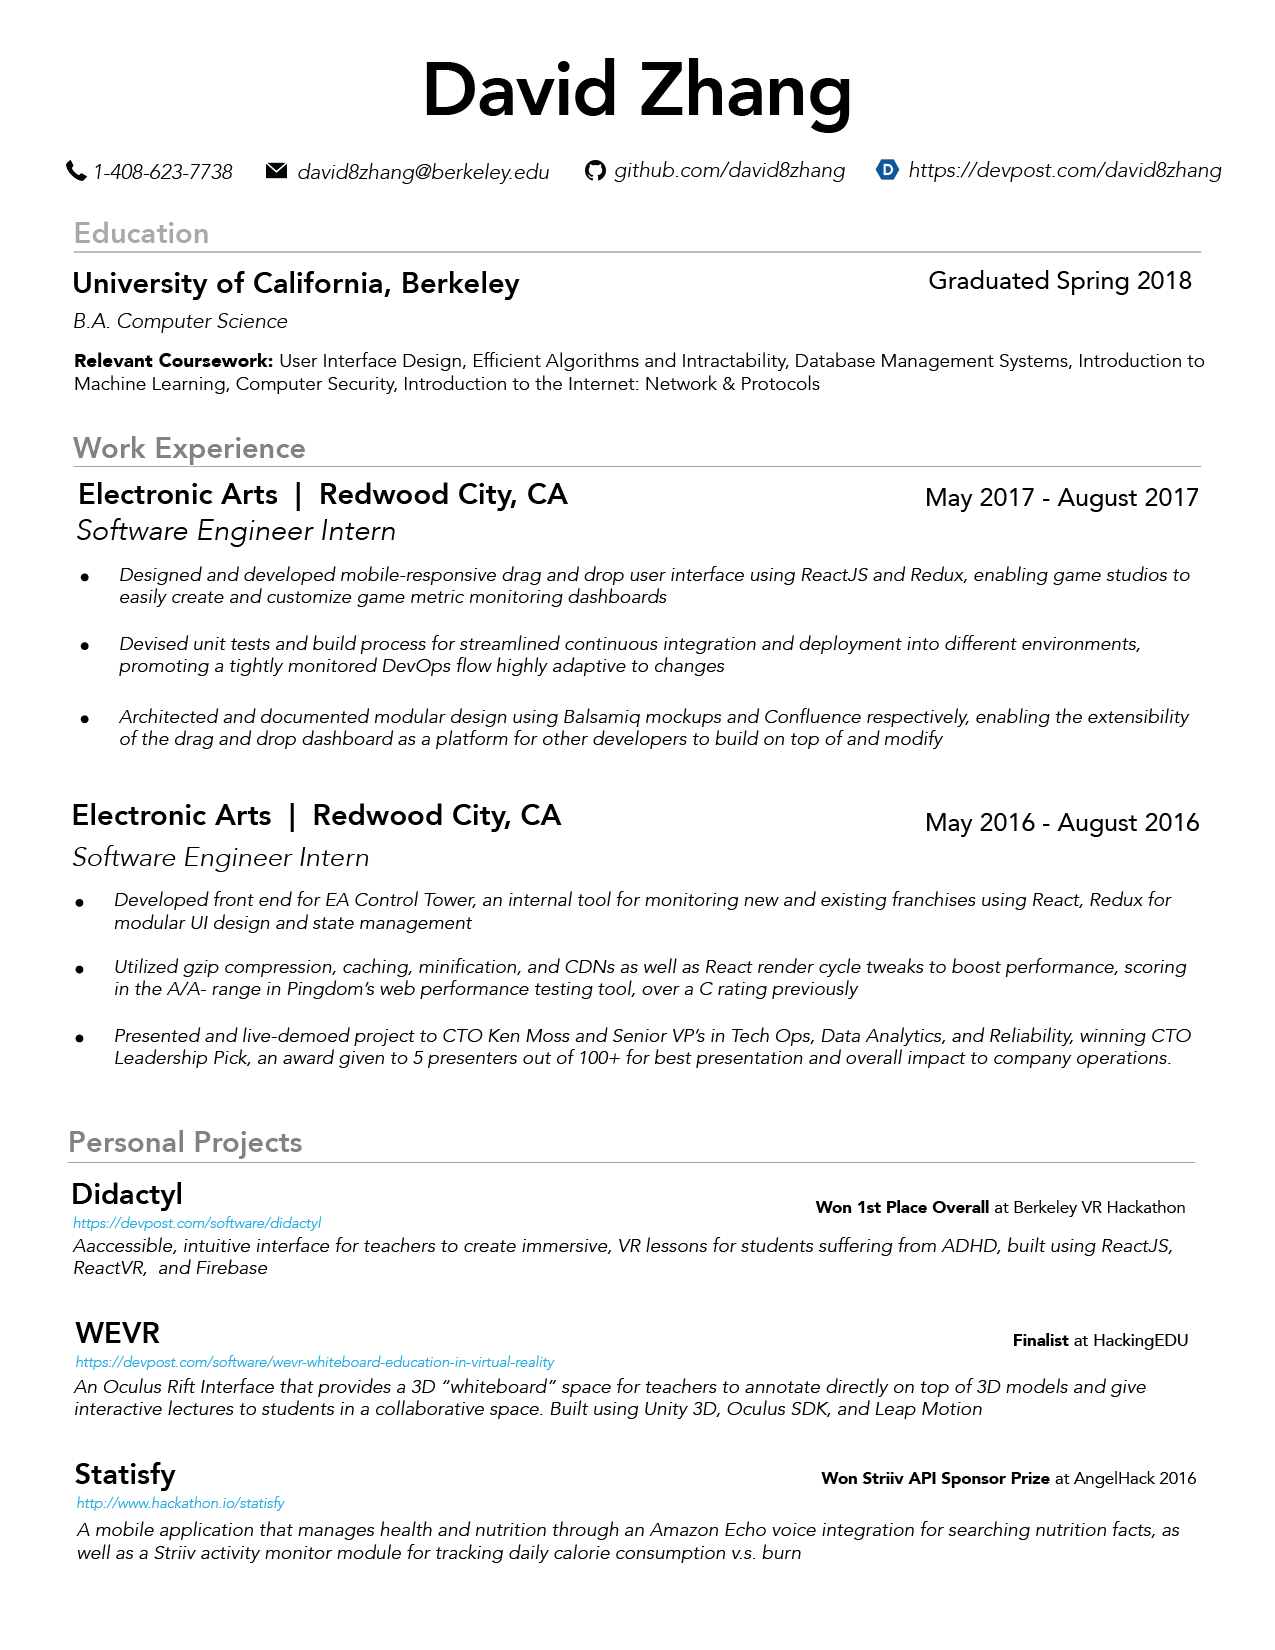 David Zhang
1-408-623-7738 david8zhang@berkeley.edu github.com/david8zhang https://devpost.com/david8zhang
Education
University of California, Berkeley Graduated Spring 2018
B.A. Computer Science
Relevant Coursework: User Interface Design, Efficient Algorithms and Intractability, Database Management Systems, Introduction to
Machine Learning, Computer Security, Introduction to the Internet: Network & Protocols
Work Experience
Electronic Arts | Redwood City, CA May 2017 - August 2017
Software Engineer Intern
• Designed and developed mobile-responsive drag and drop user interface using ReactJS and Redux, enabling game studios to
easily create and customize game metric monitoring dashboards
• Devised unit tests and build process for streamlined continuous integration and deployment into different environments,
promoting a tightly monitored DevOps flow highly adaptive to changes
• Architected and documented modular design using Balsamiq mockups and Confluence respectively, enabling the extensibility
of the drag and drop dashboard as a platform for other developers to build on top of and modify
Electronic Arts | Redwood City, CA May 2016 - August 2016
Software Engineer Intern
• Developed front end for EA Control Tower, an internal tool for monitoring new and existing franchises using React, Redux for
modular UI design and state management
• Utilized gzip compression, caching, minification, and CDNs as well as React render cycle tweaks to boost performance, scoring
in the A/A- range in Pingdom's web performance testing tool, over a C rating previously
• Presented and live-demoed project to CTO Ken Moss and Senior VP's in Tech Ops, Data Analytics, and Reliability, winning CTO
Leadership Pick, an award given to 5 presenters out of 100+ for best presentation and overall impact to company operations.
Personal Projects
Didactyl Won 1st Place Overall at Berkeley VR Hackathon
https://devpost.com/software/didactyl
Aaccessible, intuitive interface for teachers to create immersive, VR lessons for students suffering from ADHD, built using ReactJS,
ReactVR, and Firebase
WEVR Finalist at HackingEDU
https://devpost.com/software/wevr-whiteboard-education-in-virtual-reality
An Oculus Rift Interface that provides a 3D “whiteboard” space for teachers to annotate directly on top of 3D models and give
interactive lectures to students in a collaborative space. Built using Unity 3D, Oculus SDK, and Leap Motion
Statisfy Won Striiv API Sponsor Prize at AngelHack 2016
http://www.hackathon.io/statisfy
A mobile application that manages health and nutrition through an Amazon Echo voice integration for searching nutrition facts, as
well as a Striiv activity monitor module for tracking daily calorie consumption v.s. burn